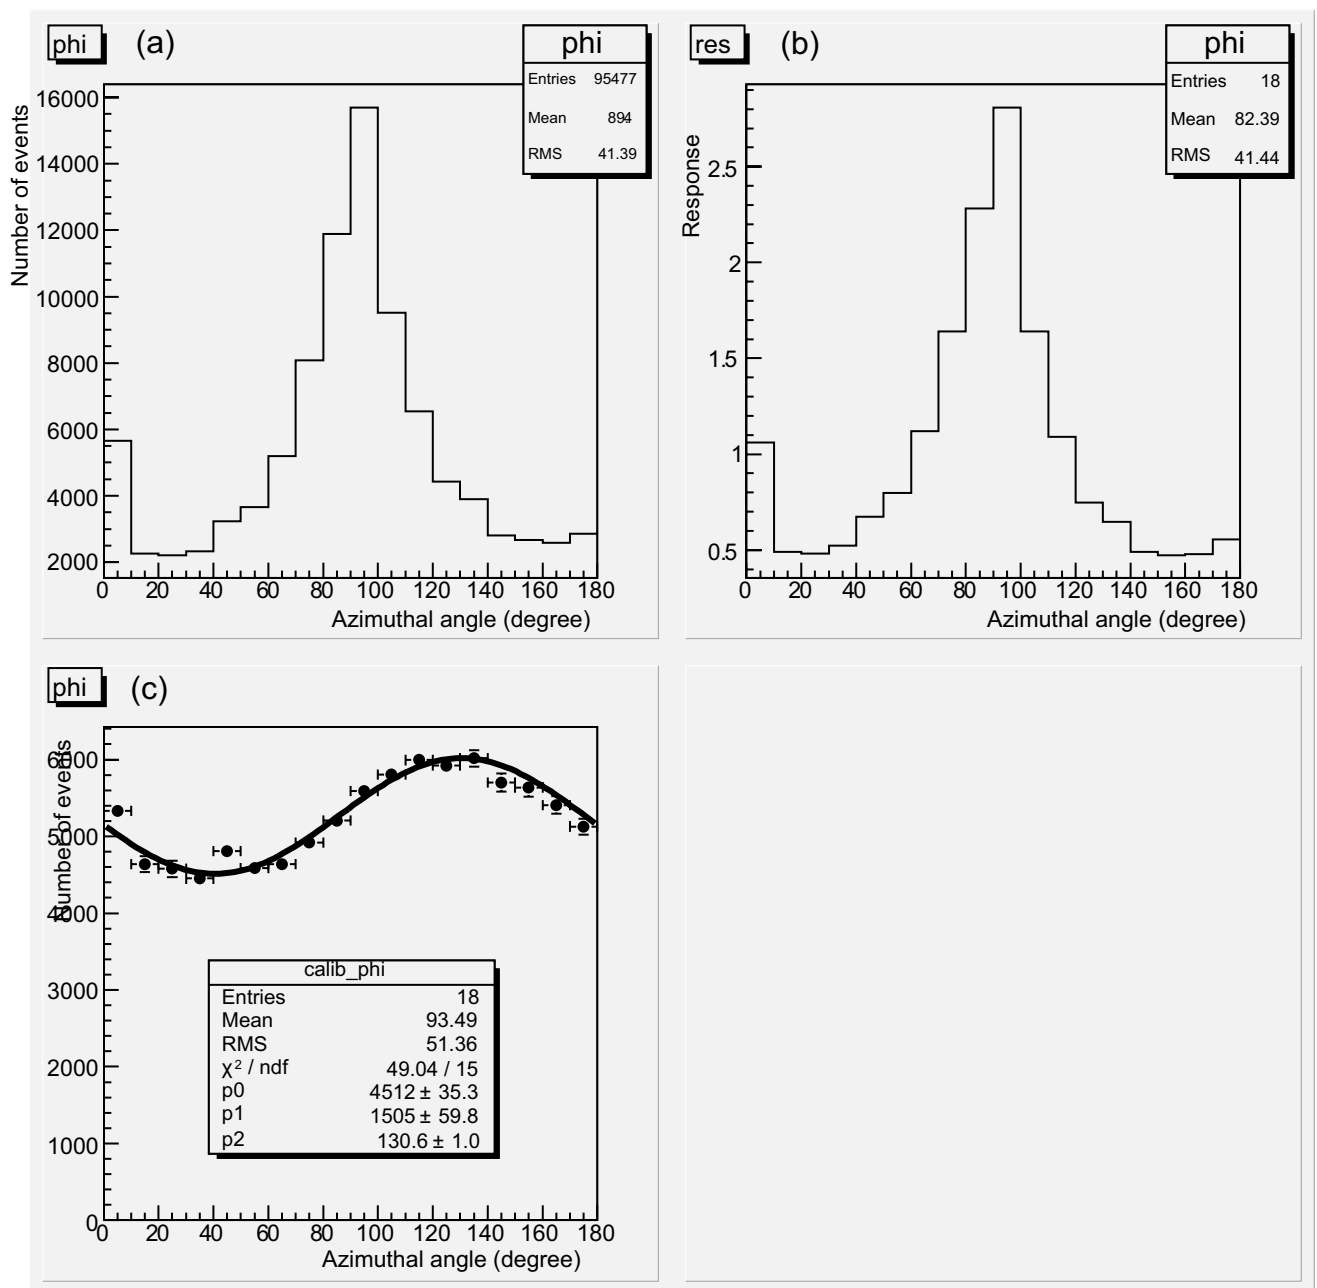 phi
(a)
phi
Entries 95477
Mean 894
RMS 41.39
Number of events
16000
14000
12000
10000
8000
6000
4000
2000
0 20 40 60 80 100 120 140 160 180
Azimuthal angle (degree)
res
(b)
phi
Entries 18
Mean 82.39
RMS 41.44
Response
2.5
2
1.5
1
0.5
0 20 40 60 80 100 120 140 160 180
Azimuthal angle (degree)
phi
(c)
Number of events
6000
5000
4000
3000
2000
1000
0
calib_phi
Entries 18
Mean 93.49
RMS 51.36
χ² / ndf 49.04 / 15
p0 4512 ± 35.3
p1 1505 ± 59.8
p2 130.6 ± 1.0
0 20 40 60 80 100 120 140 160 180
Azimuthal angle (degree)